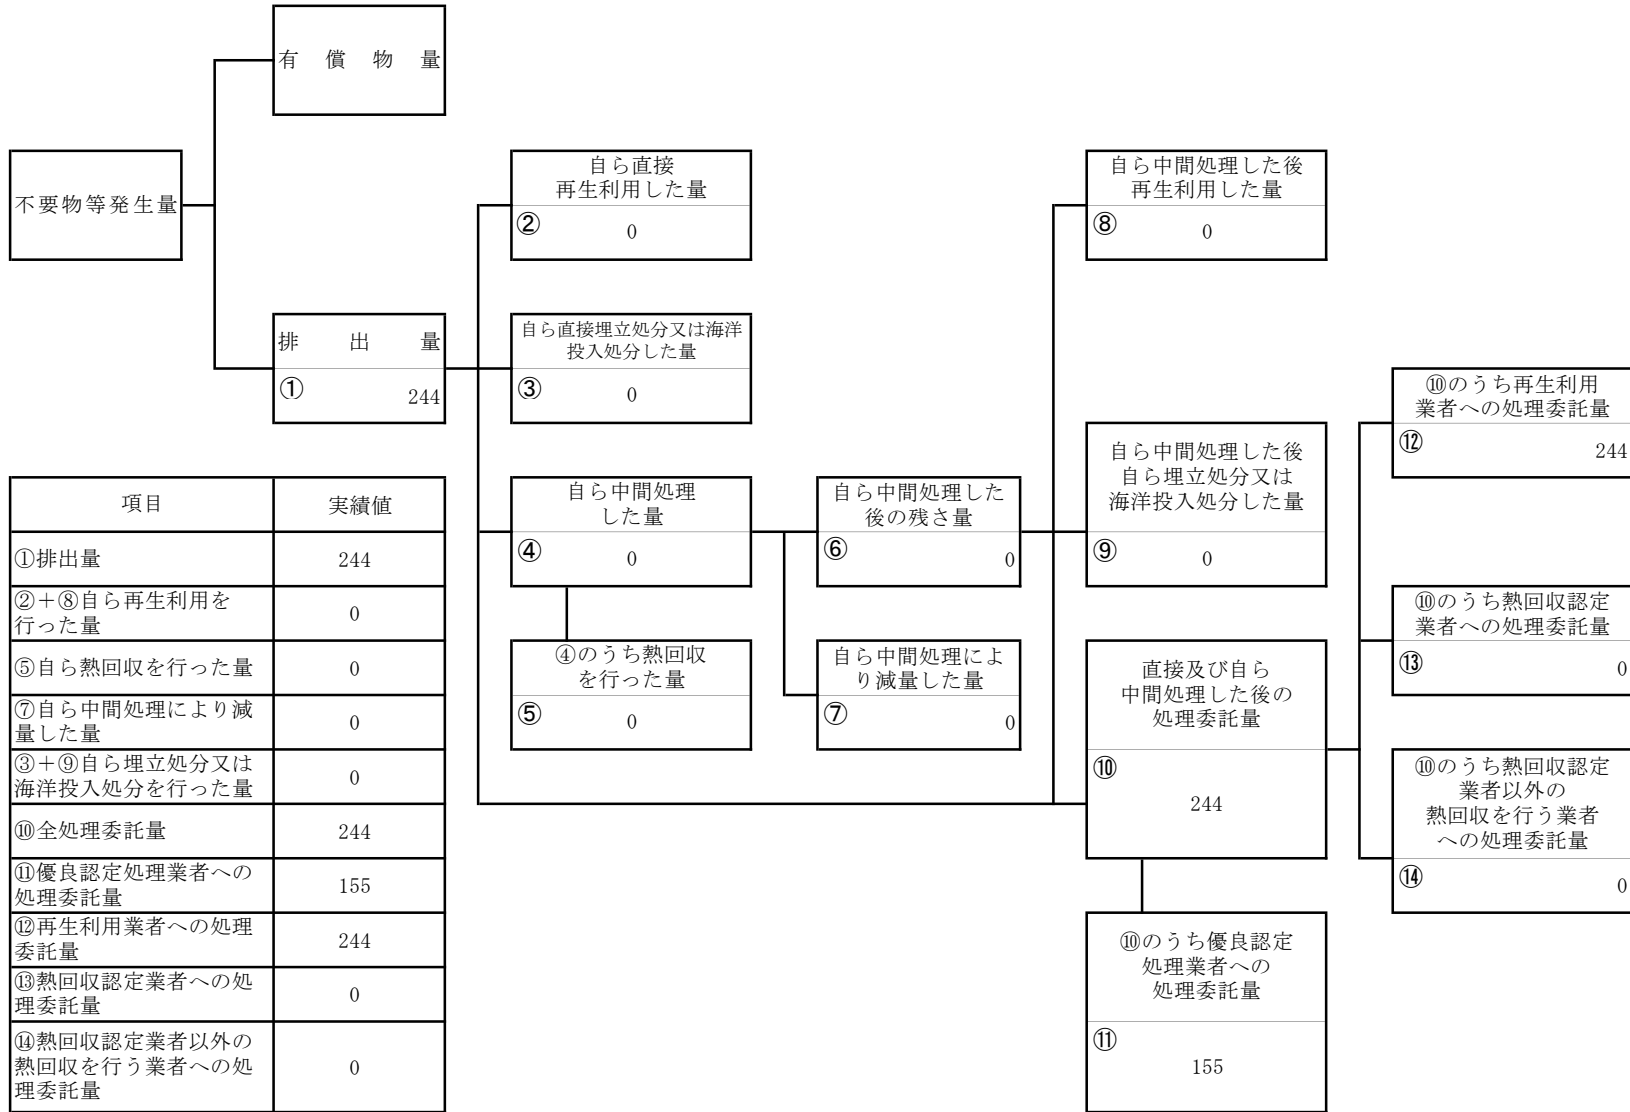 有償物量
不要物等発生量
排出量
①
244
自ら直接
再生利用した量
②
0
自ら直接埋立処分又は海洋
投入処分した量
③
0
自ら中間処理
した量
④
0
④のうち熱回収
を行った量
⑤
0
自ら中間処理した
後の残さ量
⑥
0
自ら中間処理によ
り減量した量
⑦
0
自ら中間処理した後
再生利用した量
⑧
0
自ら中間処理した後
自ら埋立処分又は
海洋投入処分した量
⑨
0
直接及び自ら
中間処理した後の
処理委託量
⑩
244
⑩のうち優良認定
処理業者への
処理委託量
⑪
155
⑩のうち再生利用
業者への処理委託量
⑫
244
⑩のうち熱回収認定
業者への処理委託量
⑬
0
⑩のうち熱回収認定
業者以外の
熱回収を行う業者
への処理委託量
⑭
0
項目 実績値
①排出量 244
②+⑧自ら再生利用を
行った量
0
⑤自ら熱回収を行った量 0
⑦自ら中間処理により減
量した量
0
③+⑨自ら埋立処分又は
海洋投入処分を行った量
0
⑩全処理委託量 244
⑪優良認定処理業者への
処理委託量
155
⑫再生利用業者への処理
委託量
244
⑬熱回収認定業者への処
理委託量
0
⑭熱回収認定業者以外の
熱回収を行う業者への処
理委託量
0